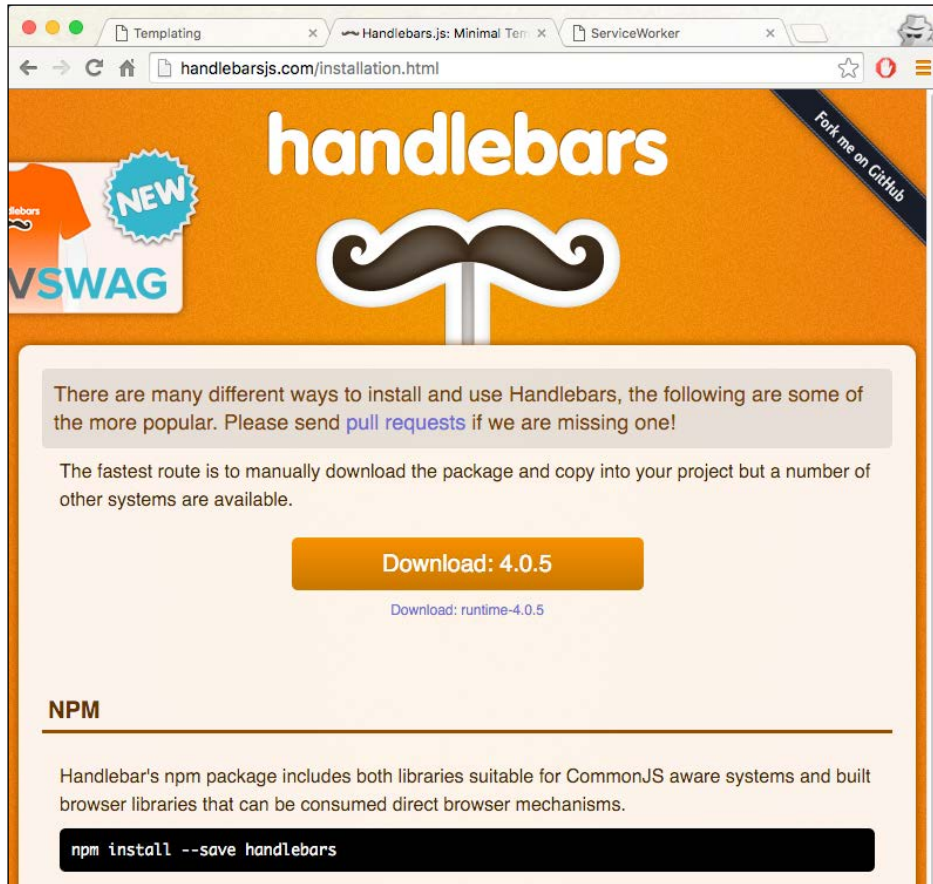 Templating
Handlebars.js: Minimal Tem
ServiceWorker
handlebarsjs.com/installation.html
handlebars
Fork me on GitHub
dlebars
NEW
VSWAG
There are many different ways to install and use Handlebars, the following are some of
the more popular. Please send pull requests if we are missing one!
The fastest route is to manually download the package and copy into your project but a number of
other systems are available.
Download: 4.0.5
Download: runtime-4.0.5
NPM
Handlebar's npm package includes both libraries suitable for CommonJS aware systems and built
browser libraries that can be consumed direct browser mechanisms.
npm install --save handlebars